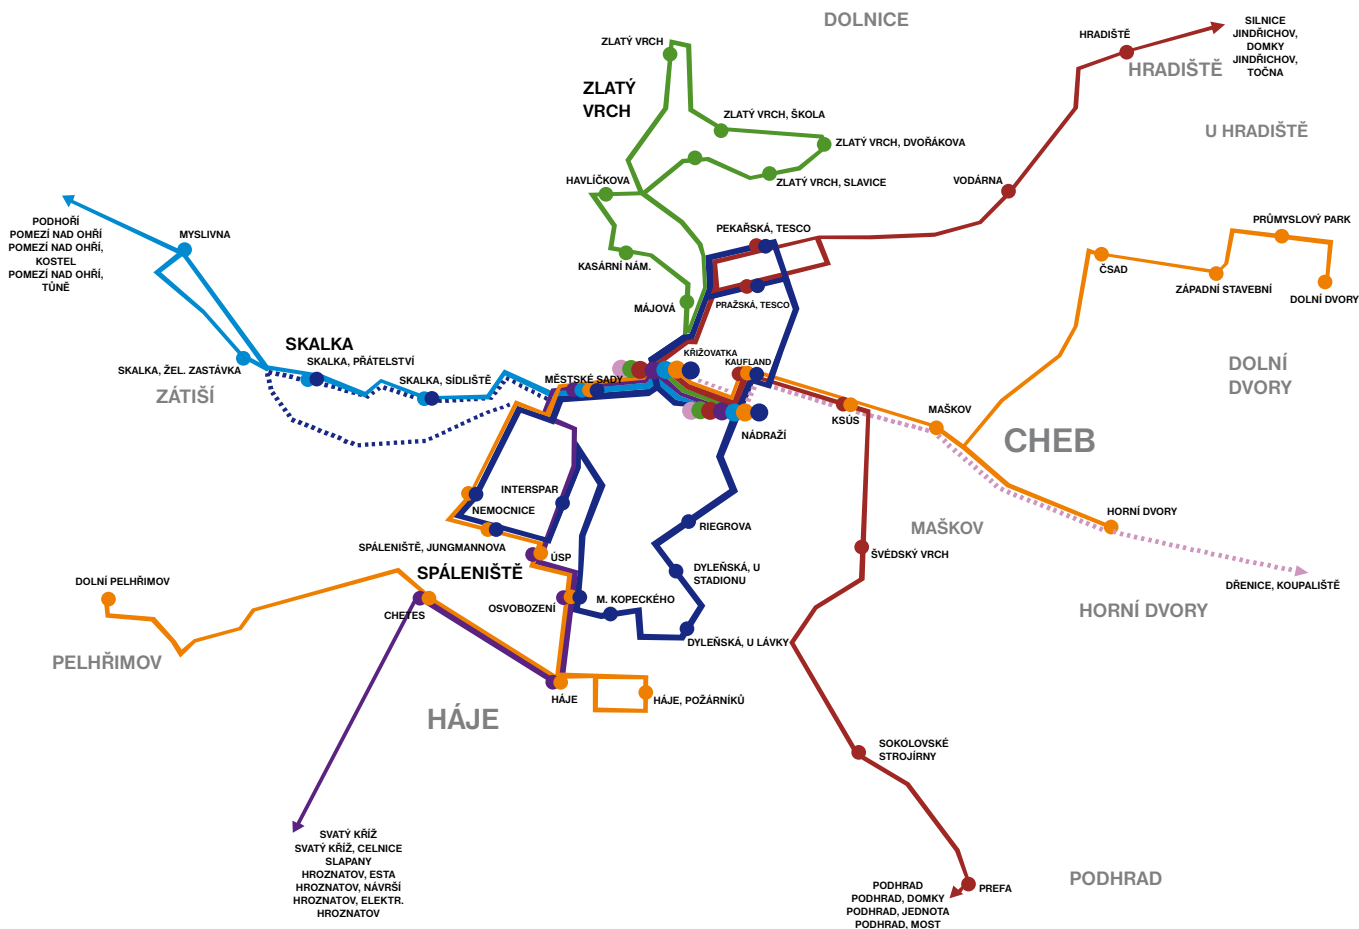 DOLNICE
SILNICE
JINDŘICHOV,
DOMKY
JINDŘICHOV,
TOČNA
HRADIŠTĚ
HRADIŠTĚ
ZLATÝ VRCH
ZLATÝ
VRCH
ZLATÝ VRCH, ŠKOLA
U HRADIŠTĚ
ZLATÝ VRCH, DVOŘÁKOVA
HAVLÍČKOVA
ZLATÝ VRCH, SLAVICE
VODÁRNA
PODHOŘÍ
POMEZÍ NAD OHŘÍ
POMEZÍ NAD OHŘÍ,
KOSTEL
POMEZÍ NAD OHŘÍ,
TŮNĚ
MYSLIVNA
PEKAŘSKÁ, TESCO
PRŮMYSLOVÝ PARK
KASÁRNÍ NÁM.
ČSAD
ZÁPADNÍ STAVEBNÍ
DOLNÍ DVORY
MÁJOVÁ
PRAŽSKÁ, TESCO
SKALKA
SKALKA, PŘÁTELSTVÍ
SKALKA, ŽEL. ZASTÁVKA
ZÁTIŠÍ
SKALKA, SÍDLIŠTĚ
MĚSTSKÉ SADY
KŘIŽOVATKA
KAUFLAND
DOLNÍ
DVORY
NÁDRAŽÍ
KSÚS
MAŠKOV
CHEB
INTERSPAR
NEMOCNICE
RIEGROVA
MAŠKOV
HORNÍ DVORY
SPÁLENIŠTĚ, JUNGMANNOVA
ÚSP
SPÁLENIŠTĚ
ŠVÉDSKÝ VRCH
DYLEŇSKÁ, U
STADIONU
DŘENICE, KOUPALIŠTĚ
DOLNÍ PELHŘIMOV
CHETES
OSVOBOZENÍ
M. KOPECKÉHO
HORNÍ DVORY
DYLEŇSKÁ, U LÁVKY
PELHŘIMOV
HÁJE
HÁJE
HÁJE, POŽÁRNÍKŮ
SOKOLOVSKÉ
STROJÍRNY
SVATÝ KŘÍŽ
SVATÝ KŘÍŽ, CELNICE
SLAPANY
HROZNATOV, ESTA
HROZNATOV, NÁVRŠÍ
HROZNATOV, ELEKTR.
HROZNATOV
PODHRAD
PREFA
PODHRAD
PODHRAD, DOMKY
PODHRAD, JEDNOTA
PODHRAD, MOST